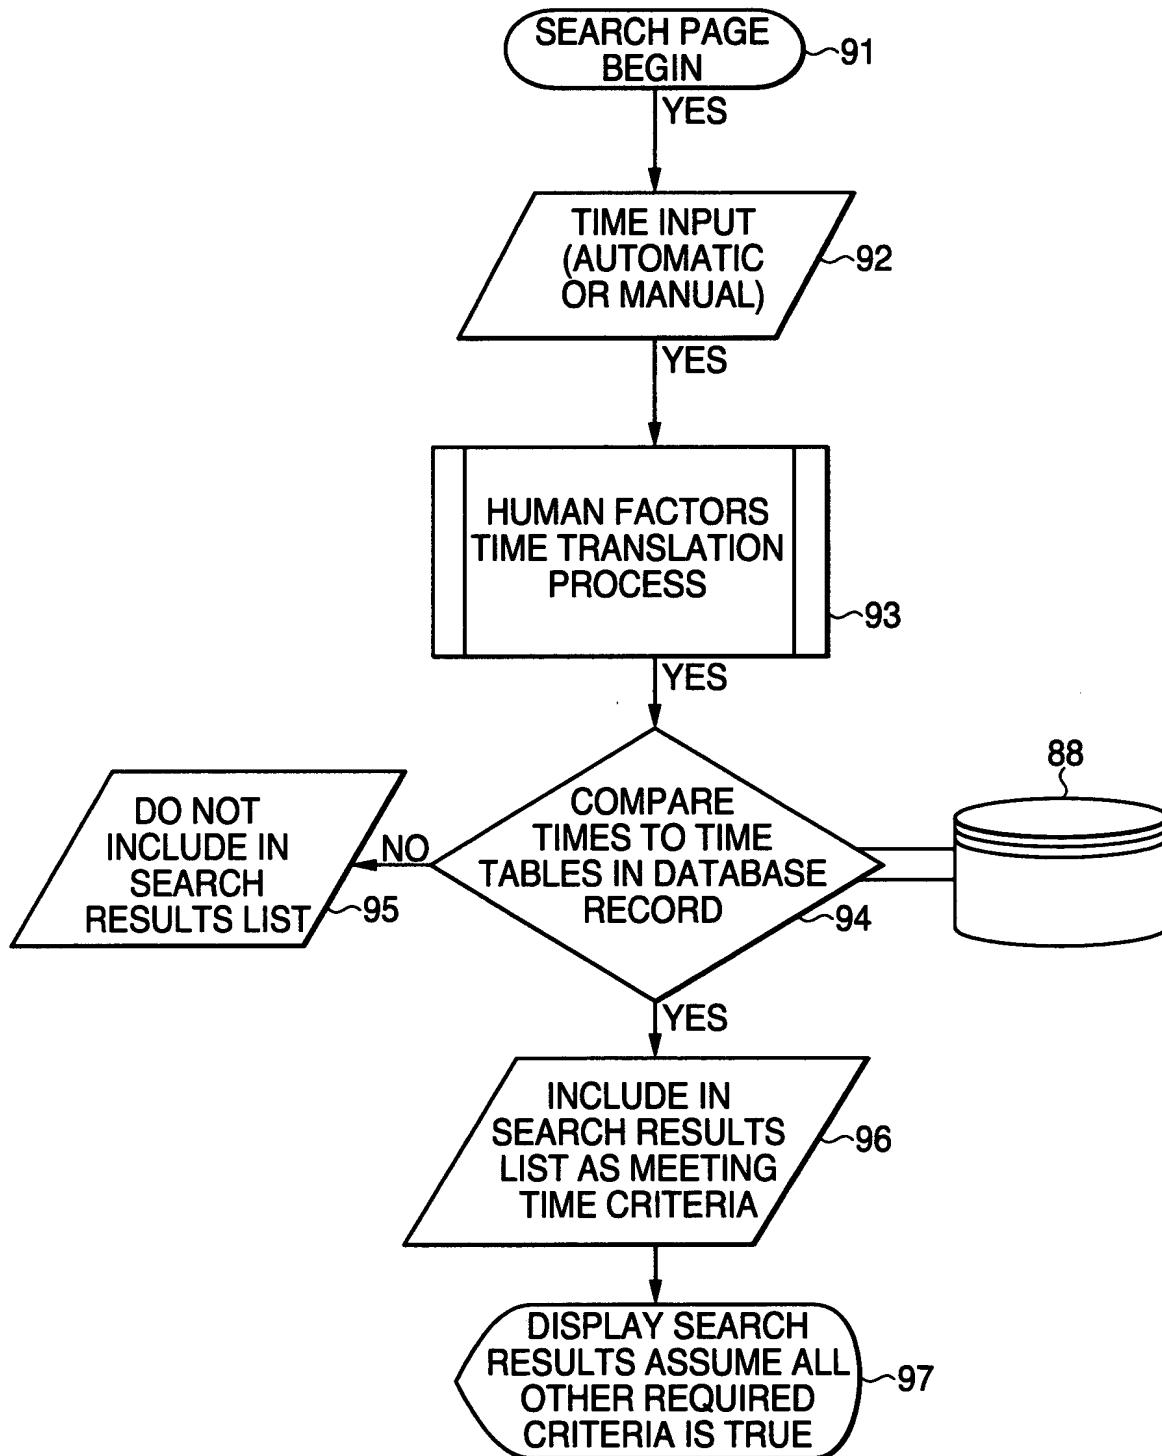 SEARCH PAGE
BEGIN
91
YES
TIME INPUT
(AUTOMATIC
OR MANUAL)
92
YES
HUMAN FACTORS
TIME TRANSLATION
PROCESS
93
YES
88
COMPARE
TIMES TO TIME
TABLES IN DATABASE
RECORD
94
NO
DO NOT
INCLUDE IN
SEARCH
RESULTS LIST
95
YES
INCLUDE IN
SEARCH RESULTS
LIST AS MEETING
TIME CRITERIA
96
DISPLAY SEARCH
RESULTS ASSUME ALL
OTHER REQUIRED
CRITERIA IS TRUE
97